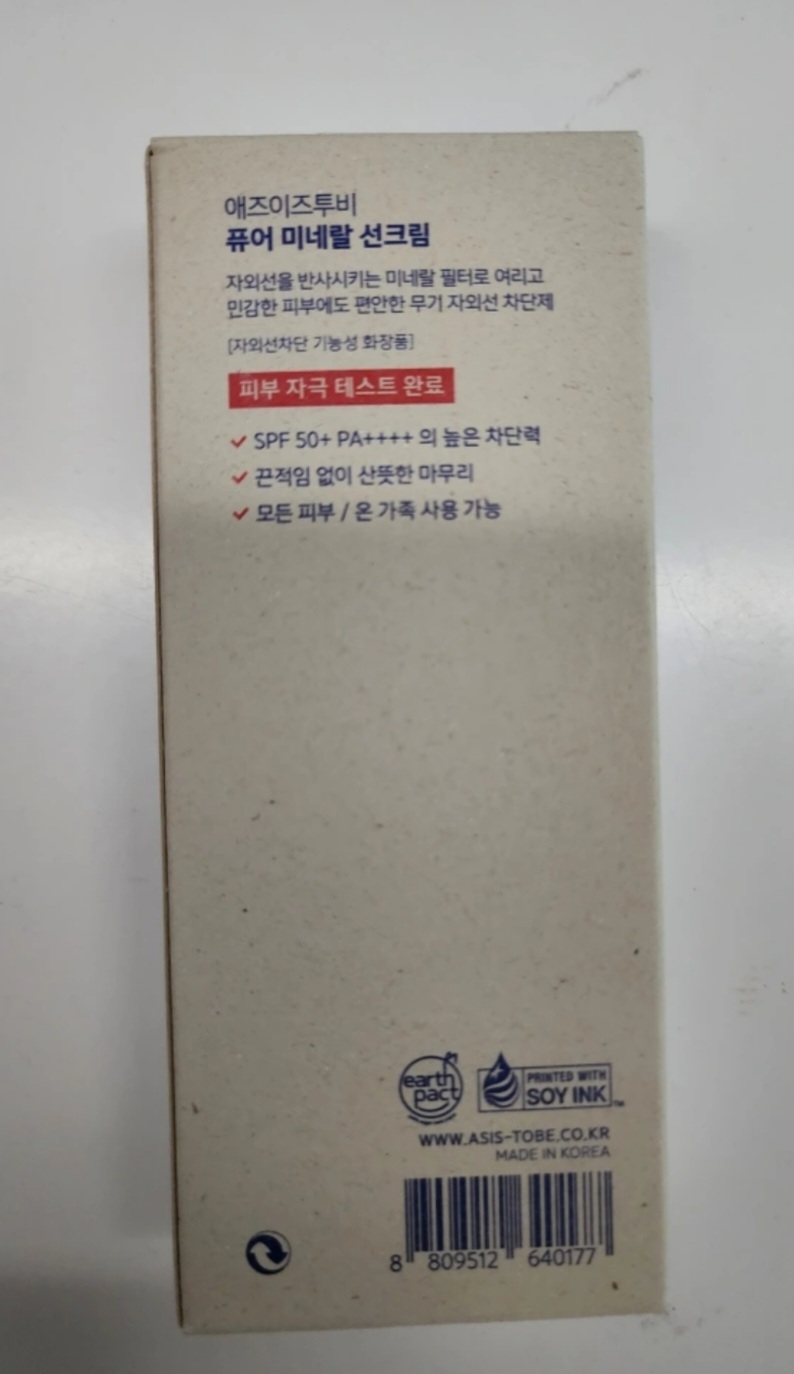 애즈이즈투비
퓨어 미네랄 선크림
자외선을 반사시키는 미네랄 필터로 여리고
민감한 피부에도 편안한 무기 자외선 차단제
[자외선차단 기능성 화장품]
피부 자극 테스트 완료
SPF 50+ PA++++ 의 높은 차단력
끈적임 없이 산뜻한 마무리
모든 피부 / 온 가족 사용 가능
earth
pact
PRINTED WITH
SOY INK™
WWW.ASIS-TOBE.CO.KR
MADE IN KOREA
8 809512 640177